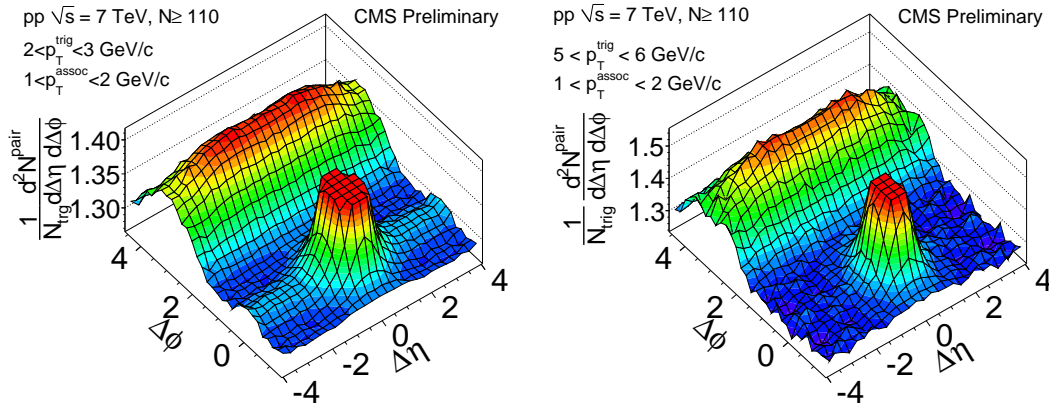 pp √s = 7 TeV, N≥ 110
CMS Preliminary
2<p_T^trig<3 GeV/c
1<p_T^assoc<2 GeV/c
1/N_trig d²N^pair/dΔη dΔϕ
1.40
1.35
1.30
4
2
0
Δϕ
-4
-2
0
2
4
Δη
pp √s = 7 TeV, N≥ 110
CMS Preliminary
5 < p_T^trig < 6 GeV/c
1 < p_T^assoc < 2 GeV/c
1/N_trig d²N^pair/dΔη dΔϕ
1.5
1.4
1.3
4
2
0
Δϕ
-4
-2
0
2
4
Δη